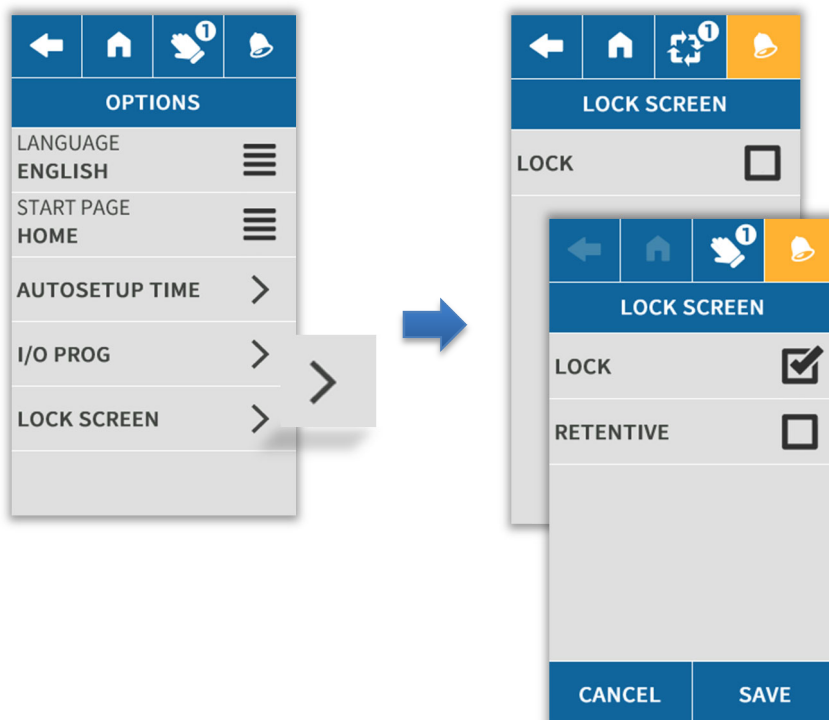 1
OPTIONS
LANGUAGE
ENGLISH
START PAGE
HOME
AUTOSETUP TIME
I/O PROG
LOCK SCREEN
1
LOCK SCREEN
LOCK
1
LOCK SCREEN
LOCK
RETENTIVE
CANCEL SAVE